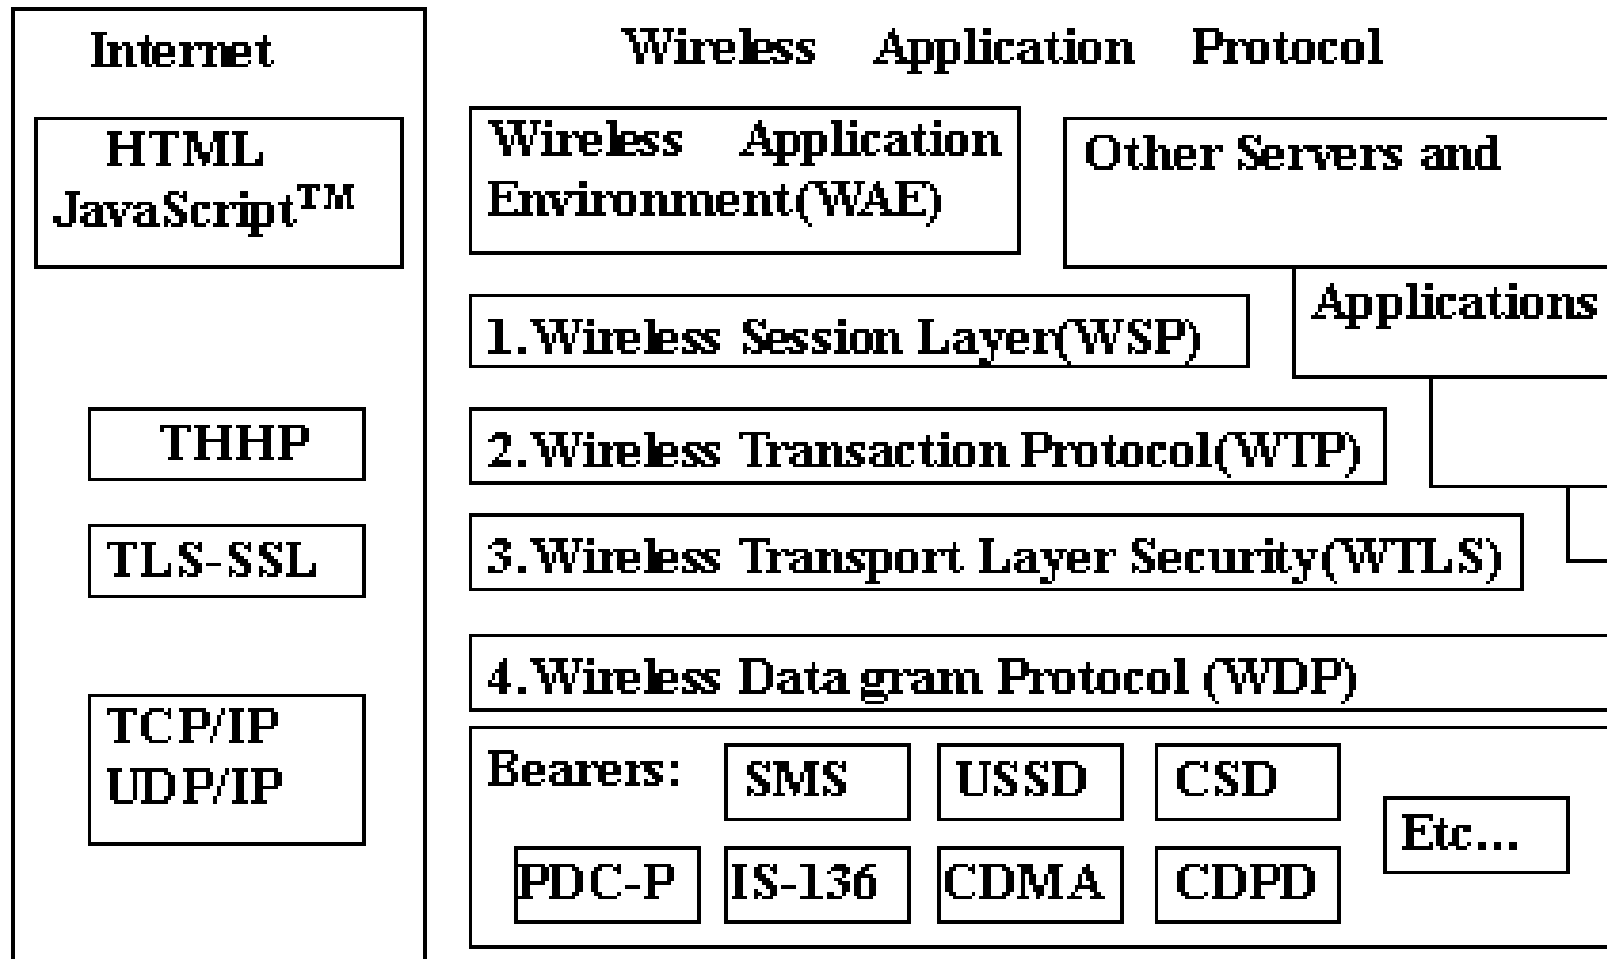 Internet
Wireless Application Protocol
HTML
JavaScript™
Wireless Application
Environment(WAE)
Other Servers and
Applications
1.Wireless Session Layer(WSP)
THHP
2.Wireless Transaction Protocol(WTP)
TLS-SSL
3.Wireless Transport Layer Security(WTLS)
4.Wireless Data gram Protocol (WDP)
TCP/IP
UDP/IP
Bearers:
SMS
USSD
CSD
Etc...
PDC-P
IS-136
CDMA
CDPD